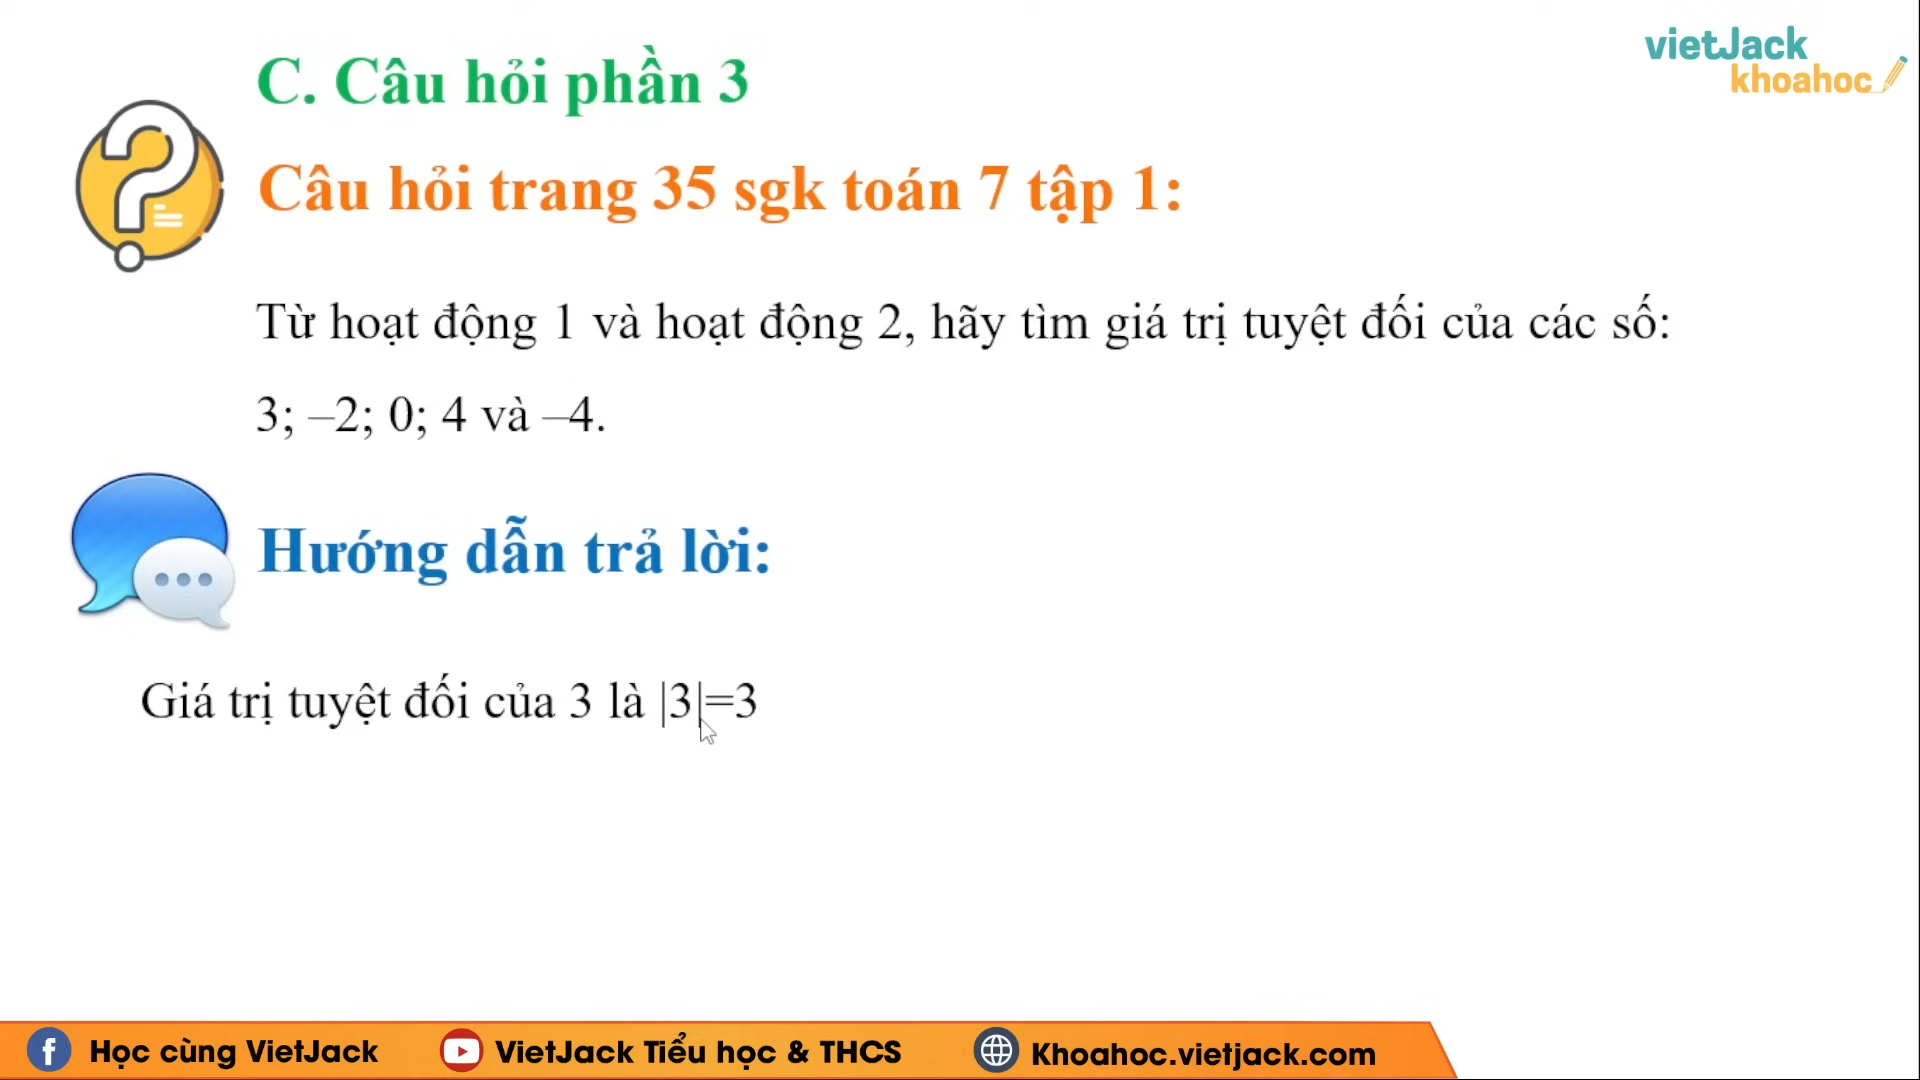 vietJack
khoahoc
C. Câu hỏi phần 3
Câu hỏi trang 35 sgk toán 7 tập 1:
Từ hoạt động 1 và hoạt động 2, hãy tìm giá trị tuyệt đối của các số:
3; –2; 0; 4 và –4.
Hướng dẫn trả lời:
Giá trị tuyệt đối của 3 là |3|=3
Học cùng VietJack
VietJack Tiểu học & THCS
Khoahoc.vietjack.com